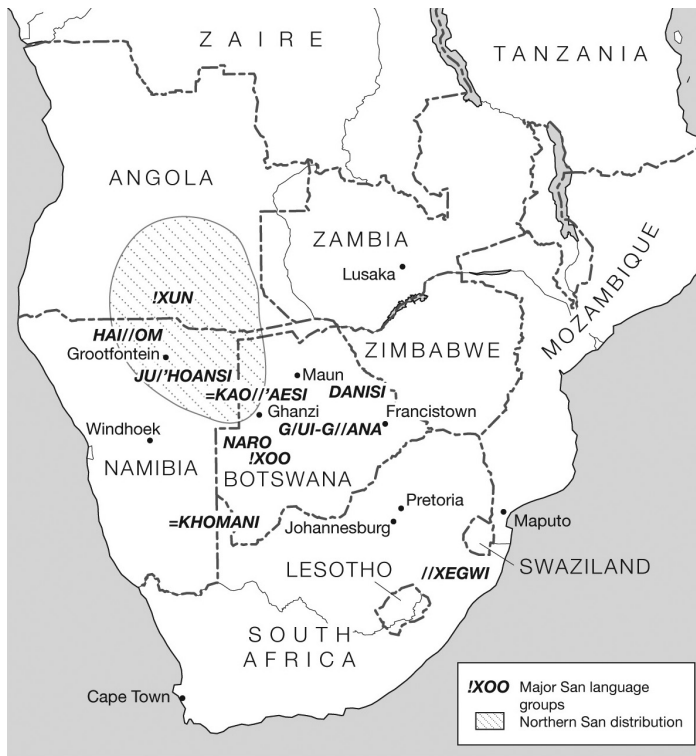 ZAIRE
TANZANIA
ANGOLA
ZAMBIA
Lusaka
MOZAMBIQUE
!XUN
HAI//OM
Grootfontein
ZIMBABWE
JU/'HOANSI
Maun
=KAO//'AESI
DANISI
Ghanzi
Francistown
G/UI-G//ANA
Windhoek
NARO
!XOO
NAMIBIA
BOTSWANA
Pretoria
=KHOMANI
Johannesburg
Maputo
LESOTHO
//XEGWI
SWAZILAND
SOUTH
AFRICA
Cape Town
!XOO Major San language
groups
Northern San distribution